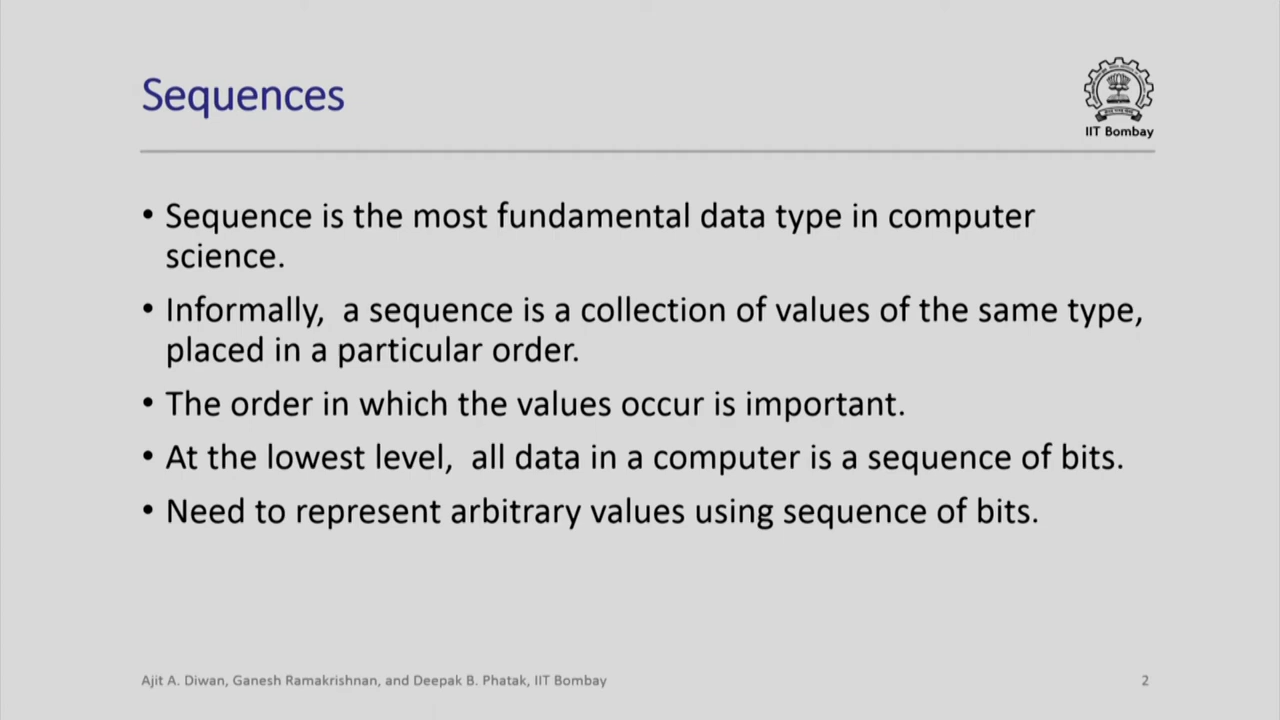 Sequences
IIT Bombay
• Sequence is the most fundamental data type in computer
science.
• Informally,  a sequence is a collection of values of the same type,
placed in a particular order.
• The order in which the values occur is important.
• At the lowest level,  all data in a computer is a sequence of bits.
• Need to represent arbitrary values using sequence of bits.
Ajit A. Diwan, Ganesh Ramakrishnan, and Deepak B. Phatak, IIT Bombay
2